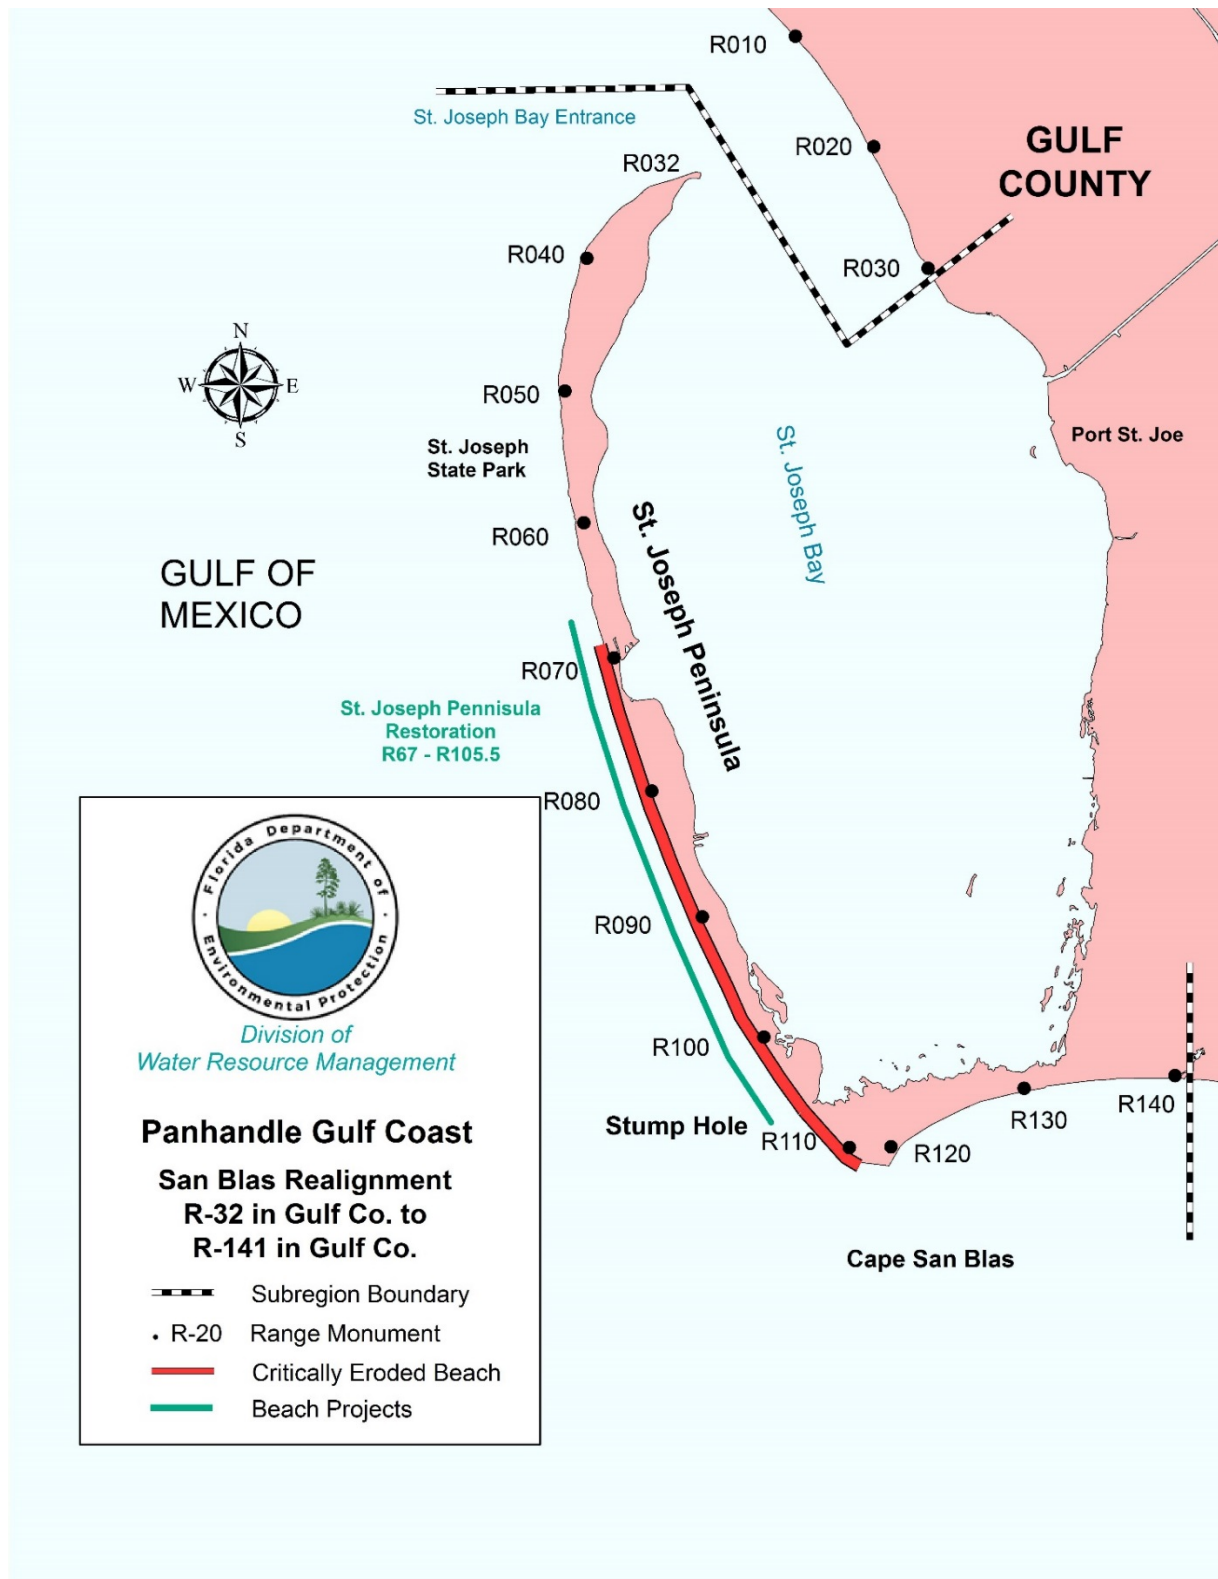 R010
St. Joseph Bay Entrance
R020
GULF
COUNTY
R032
R040
R030
N
W
E
S
R050
St. Joseph
State Park
Port St. Joe
St. Joseph Bay
R060
St. Joseph Peninsula
GULF OF
MEXICO
R070
St. Joseph Pennisula
Restoration
R67 - R105.5
R080
R090
R100
Stump Hole
R110
R120
R130
R140
Cape San Blas
Florida Department of
Environmental Protection
Division of
Water Resource Management
Panhandle Gulf Coast
San Blas Realignment
R-32 in Gulf Co. to
R-141 in Gulf Co.
Subregion Boundary
R-20 Range Monument
Critically Eroded Beach
Beach Projects